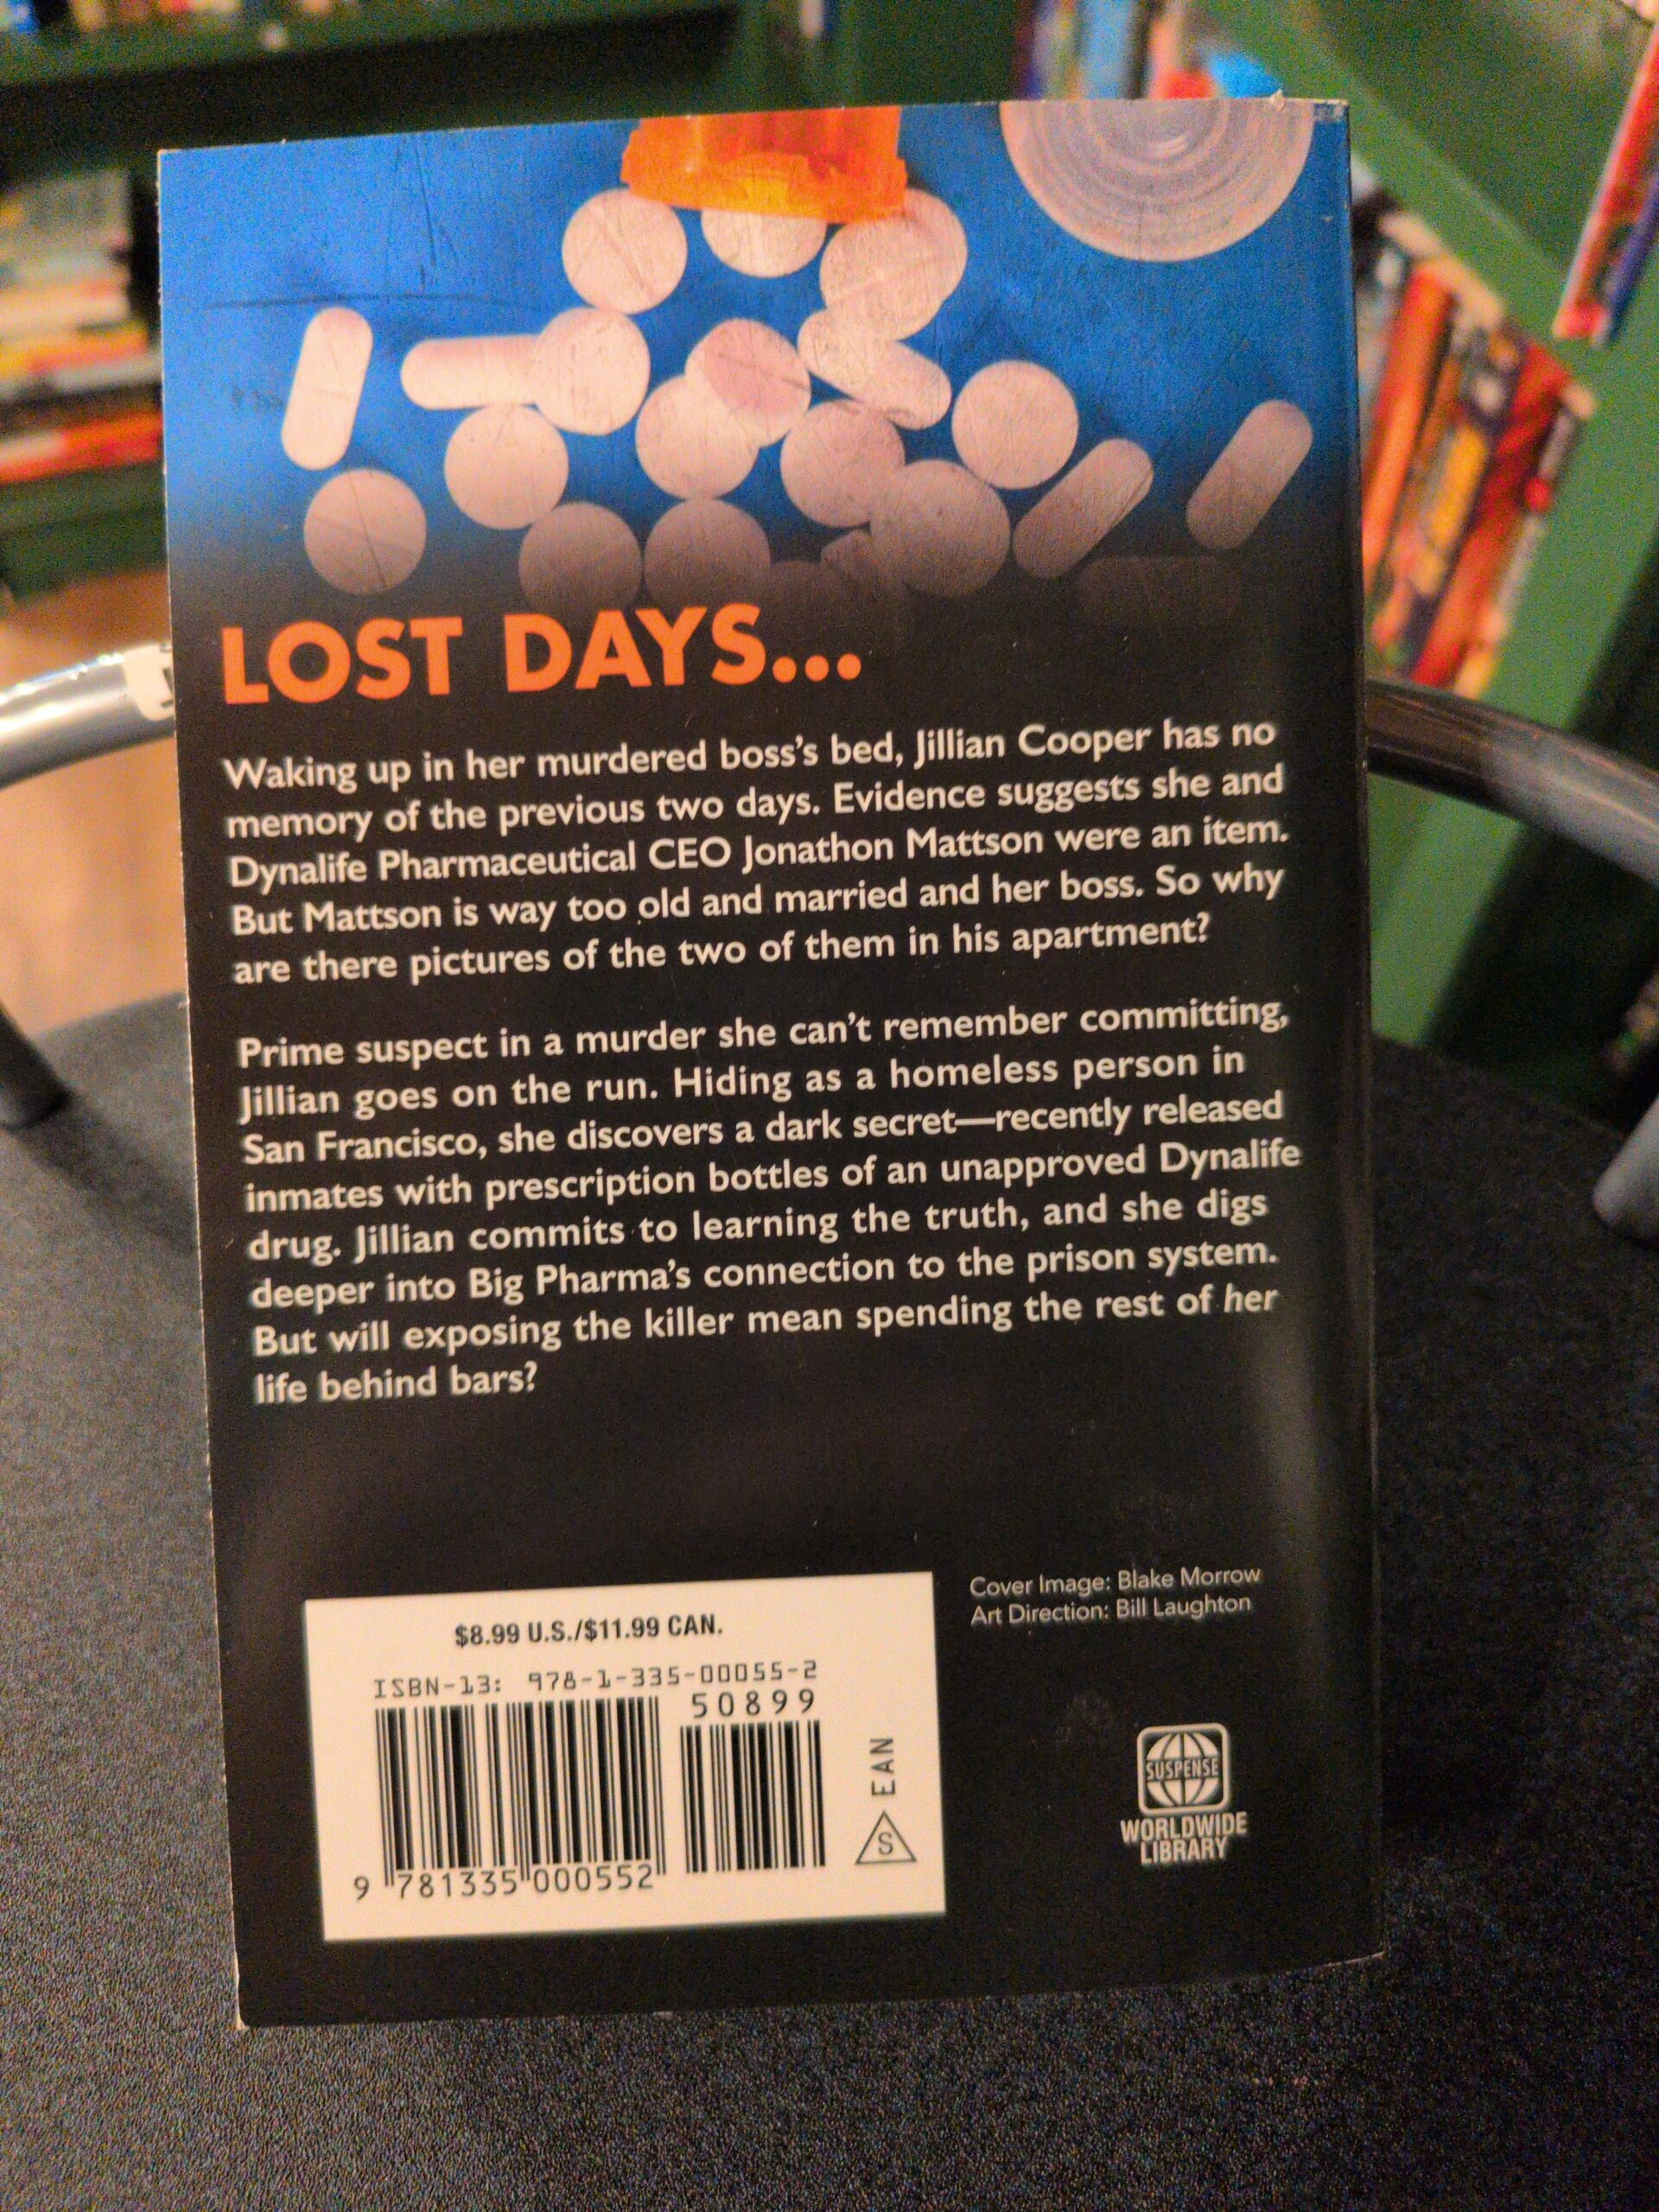 LOST DAYS...
Waking up in her murdered boss's bed, Jillian Cooper has no
memory of the previous two days. Evidence suggests she and
Dynalife Pharmaceutical CEO Jonathon Mattson were an item.
But Mattson is way too old and married and her boss. So why
are there pictures of the two of them in his apartment?
Prime suspect in a murder she can't remember committing,
Jillian goes on the run. Hiding as a homeless person in
San Francisco, she discovers a dark secret—recently released
inmates with prescription bottles of an unapproved Dynalife
drug. Jillian commits to learning the truth, and she digs
deeper into Big Pharma's connection to the prison system.
But will exposing the killer mean spending the rest of her
life behind bars?
Cover Image: Blake Morrow
Art Direction: Bill Laughton
$8.99 U.S./$11.99 CAN.
ISBN-13: 978-1-335-00055-2
50899
EAN
S
9 781335 000552
SUSPENSE
WORLDWIDE
LIBRARY